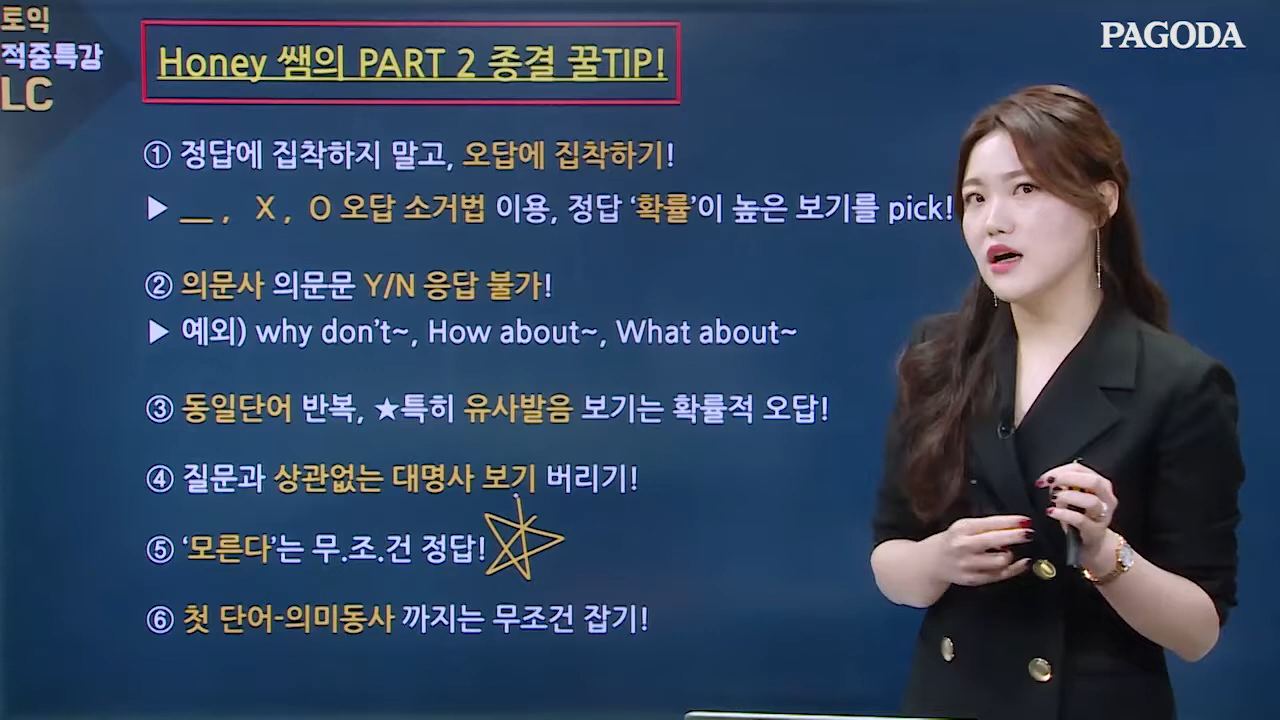 토익
적중특강
LC
PAGODA
Honey 쌤의 PART 2 종결 꿀TIP!
① 정답에 집착하지 말고, 오답에 집착하기!
▶ __ , X , O 오답 소거법 이용, 정답 ‘확률’이 높은 보기를 pick!
② 의문사 의문문 Y/N 응답 불가!
▶ 예외) why don’t~, How about~, What about~
③ 동일단어 반복, ★특히 유사발음 보기는 확률적 오답!
④ 질문과 상관없는 대명사 보기 버리기!
⑤ ‘모른다’는 무.조.건 정답!
⑥ 첫 단어-의미동사 까지는 무조건 잡기!